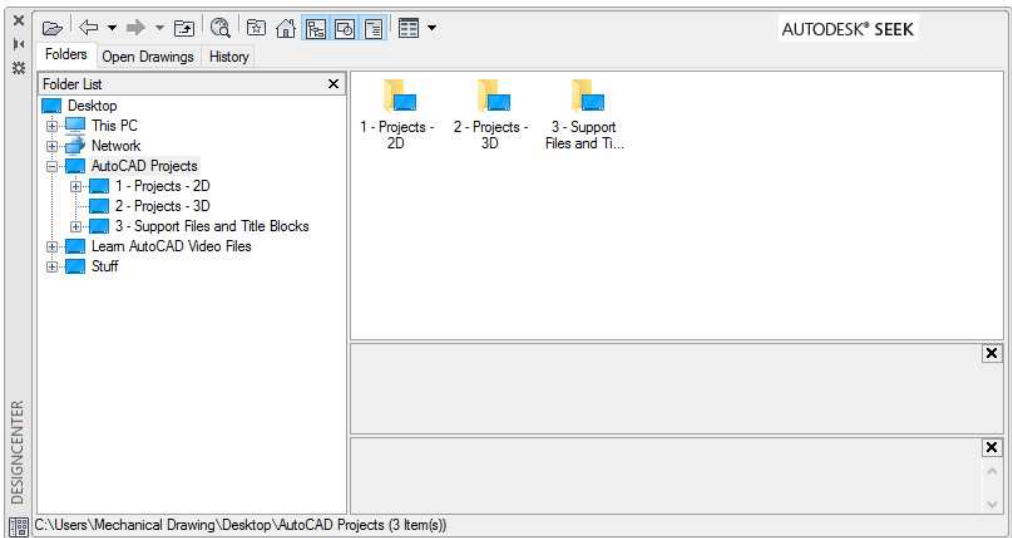 AUTODESK® SEEK
Folders Open Drawings History
Folder List
Desktop
This PC
Network
AutoCAD Projects
1 - Projects - 2D
2 - Projects - 3D
3 - Support Files and Title Blocks
Learn AutoCAD Video Files
Stuff
1 - Projects -
2D
2 - Projects -
3D
3 - Support
Files and Ti...
DESIGNCENTER
C:\Users\Mechanical Drawing\Desktop\AutoCAD Projects (3 Item(s))